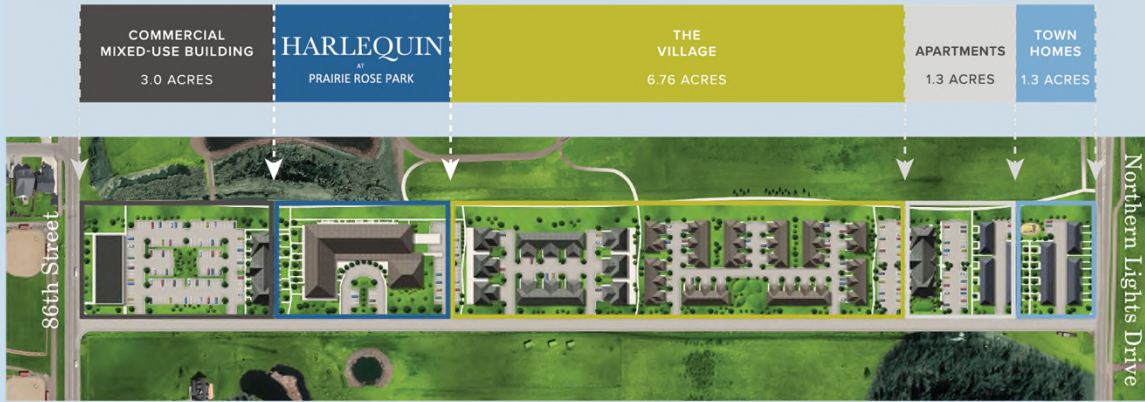 COMMERCIAL
MIXED-USE BUILDING
3.0 ACRES
HARLEQUIN
AT
PRAIRIE ROSE PARK
THE
VILLAGE
6.76 ACRES
APARTMENTS
1.3 ACRES
TOWN
HOMES
1.3 ACRES
86th Street
Northern Lights Drive